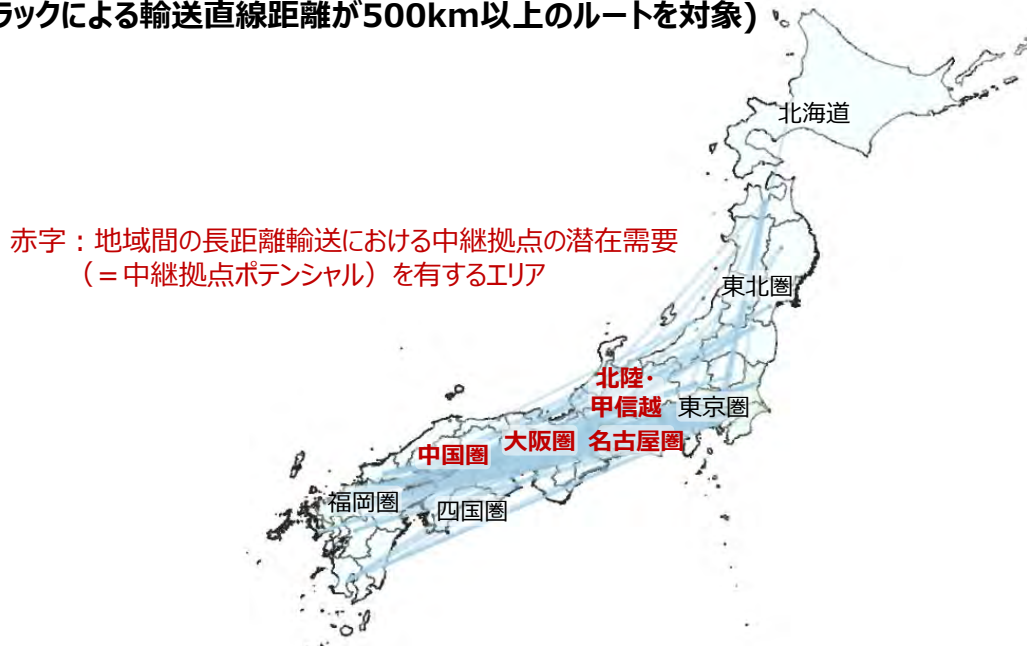 ラックによる輸送直線距離が500km以上のルートを対象)
北海道
赤字：地域間の長距離輸送における中継拠点の潜在需要
（＝中継拠点ポテンシャル）を有するエリア
東北圏
北陸・
甲信越
東京圏
中国圏
大阪圏
名古屋圏
福岡圏
四国圏